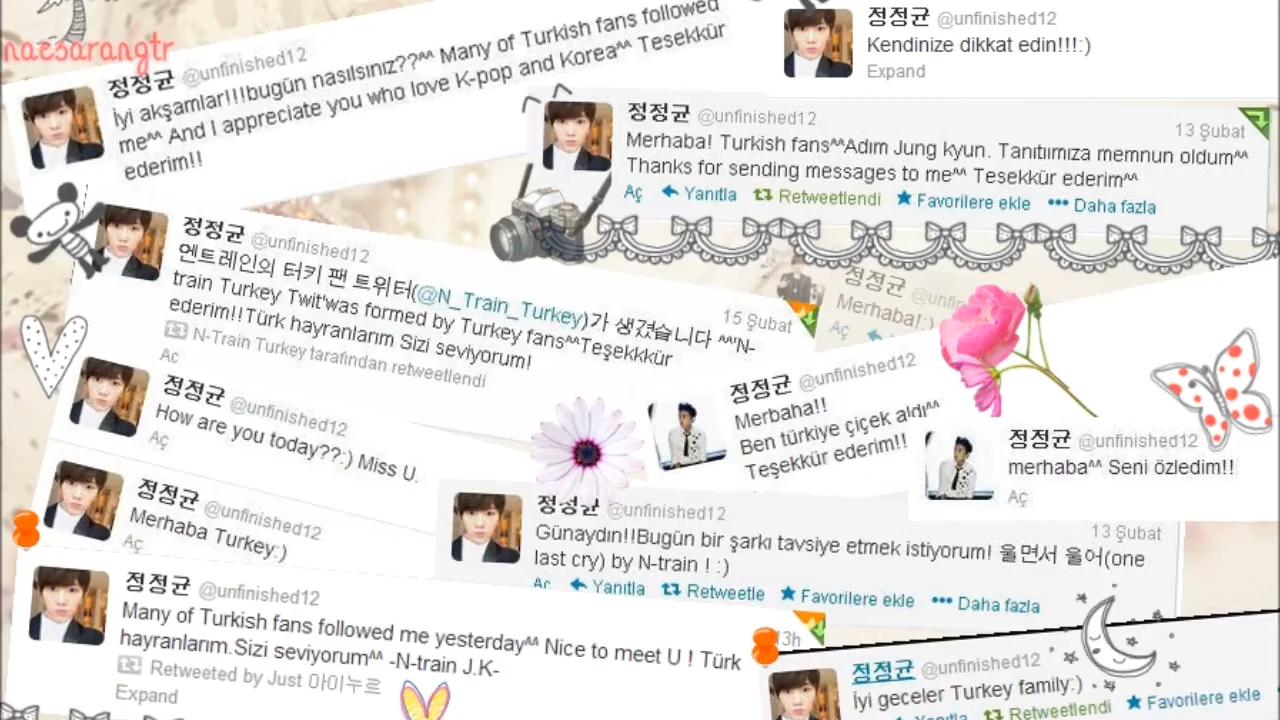 naesarangtr
정정균 @unfinished12
İyi akşamlar!!!bugün nasılsınız??^^ Many of Turkish fans followed
me^^ And I appreciate you who love K-pop and Korea^^ Tesekkür
ederim!!
정정균 @unfinished12
Kendinize dikkat edin!!!:)
Expand
정정균 @unfinished12
13 Şubat
Merhaba! Turkish fans^^Adım Jung kyun. Tanıtıımıza memnun oldum^^
Thanks for sending messages to me^^ Tesekkür ederim^^
Aç Yanıtla Retweetlendi Favorilere ekle Daha fazla
정정균 @unfinished12
15 Şubat
엔트레인의 터키 팬 트위터(@N_Train_Turkey)가 생겼습니다 ^^'N-
train Turkey Twit'was formed by Turkey fans^^Teşekkkür
ederim!!Türk hayranlarım Sizi seviyorum!
N-Train Turkey tarafından retweetlendi
Aç
정정균 @unfin
Merhaba!:)
Aç
정정균 @unfinished12
How are you today??:) Miss U.
Aç
정정균 @unfinished12
Merbaha!!
Ben türkiye çiçek aldı^^
Teşekkür ederim!!
정정균 @unfinished12
merhaba^^ Seni özledim!!
Aç
정정균 @unfinished12
Merhaba Turkey:)
Aç
정정균 @unfinished12
13 Şubat
Günaydın!!Bugün bir şarkı tavsiye etmek istiyorum! 울면서 울어(one
last cry) by N-train ! :)
Aç Yanıtla Retweetle Favorilere ekle Daha fazla
정정균 @unfinished12
13h
Many of Turkish fans followed me yesterday^^ Nice to meet U ! Türk
hayranlarım.Sizi seviyorum^^ -N-train J.K-
Retweeted by Just 아이누르
Expand
정정균 @unfinished12
İyi geceler Turkey family:)
Yanıtla Retweetlendi Favorilere ekle